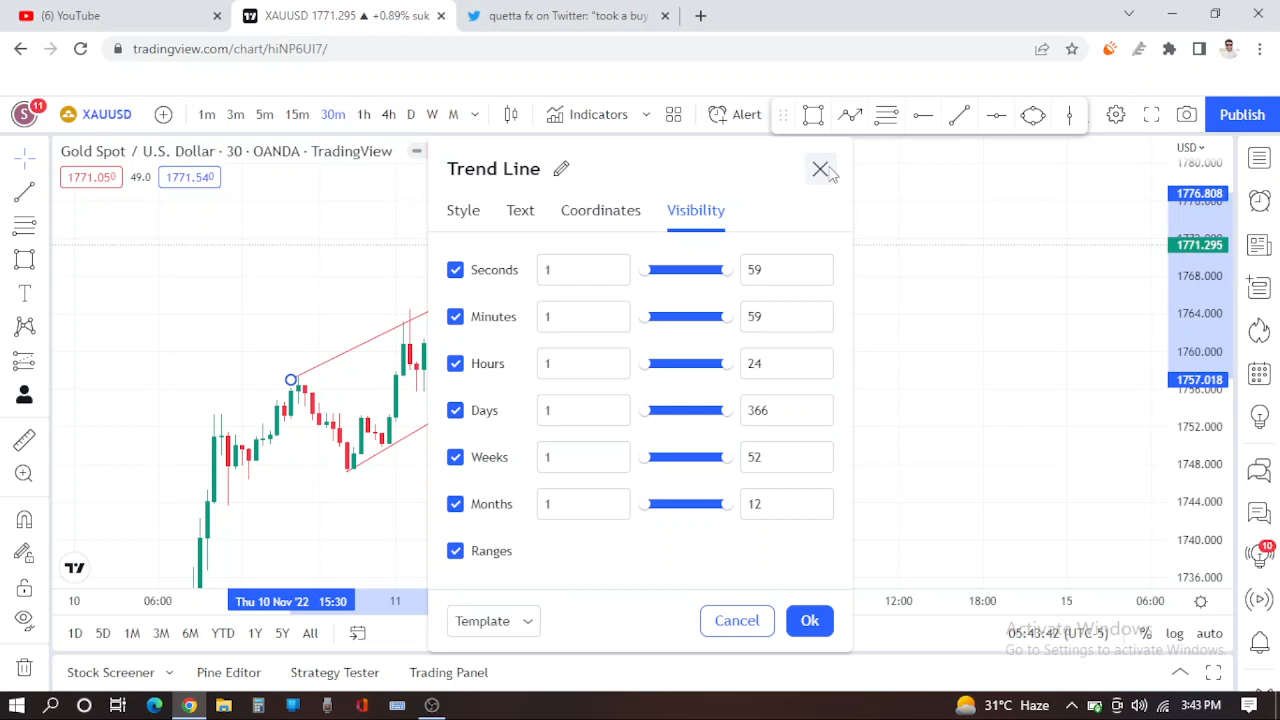 (6) YouTube
XAUUSD 1771.295 ▲ +0.89% suk
quetta fx on Twitter: "took a buy
tradingview.com/chart/hiNP6UI7/
S 11
XAUUSD
1m 3m 5m 15m 30m 1h 4h D W M
Indicators
Alert
Publish
Gold Spot / U.S. Dollar · 30 · OANDA · TradingView
1771.050 49.0 1771.540
USD
1780.000
1776.808
1771.295
1768.000
1764.000
1760.000
1757.018
1756.000
1752.000
1748.000
1744.000
1740.000
1736.000
Trend Line
Style Text Coordinates Visibility
Seconds 1 59
Minutes 1 59
Hours 1 24
Days 1 366
Weeks 1 52
Months 1 12
Ranges
Template Cancel Ok
10 06:00 Thu 10 Nov '22 15:30 11 12:00 18:00 15 06:00
1D 5D 1M 3M 6M YTD 1Y 5Y All
05:43:42 (UTC-5) % log auto
Activate Windows
Go to Settings to activate Windows.
Stock Screener Pine Editor Strategy Tester Trading Panel
10
31°C Haze 3:43 PM